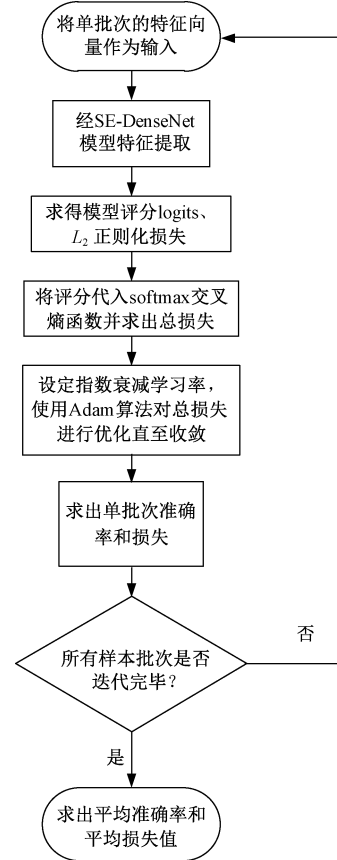 将单批次的特征向
量作为输入
经SE-DenseNet
模型特征提取
求得模型评分logits、
L₂ 正则化损失
将评分代入softmax交叉
熵函数并求出总损失
设定指数衰减学习率，
使用Adam算法对总损失
进行优化直至收敛
求出单批次准确
率和损失
所有样本批次是否
迭代完毕？
否
是
求出平均准确率和
平均损失值